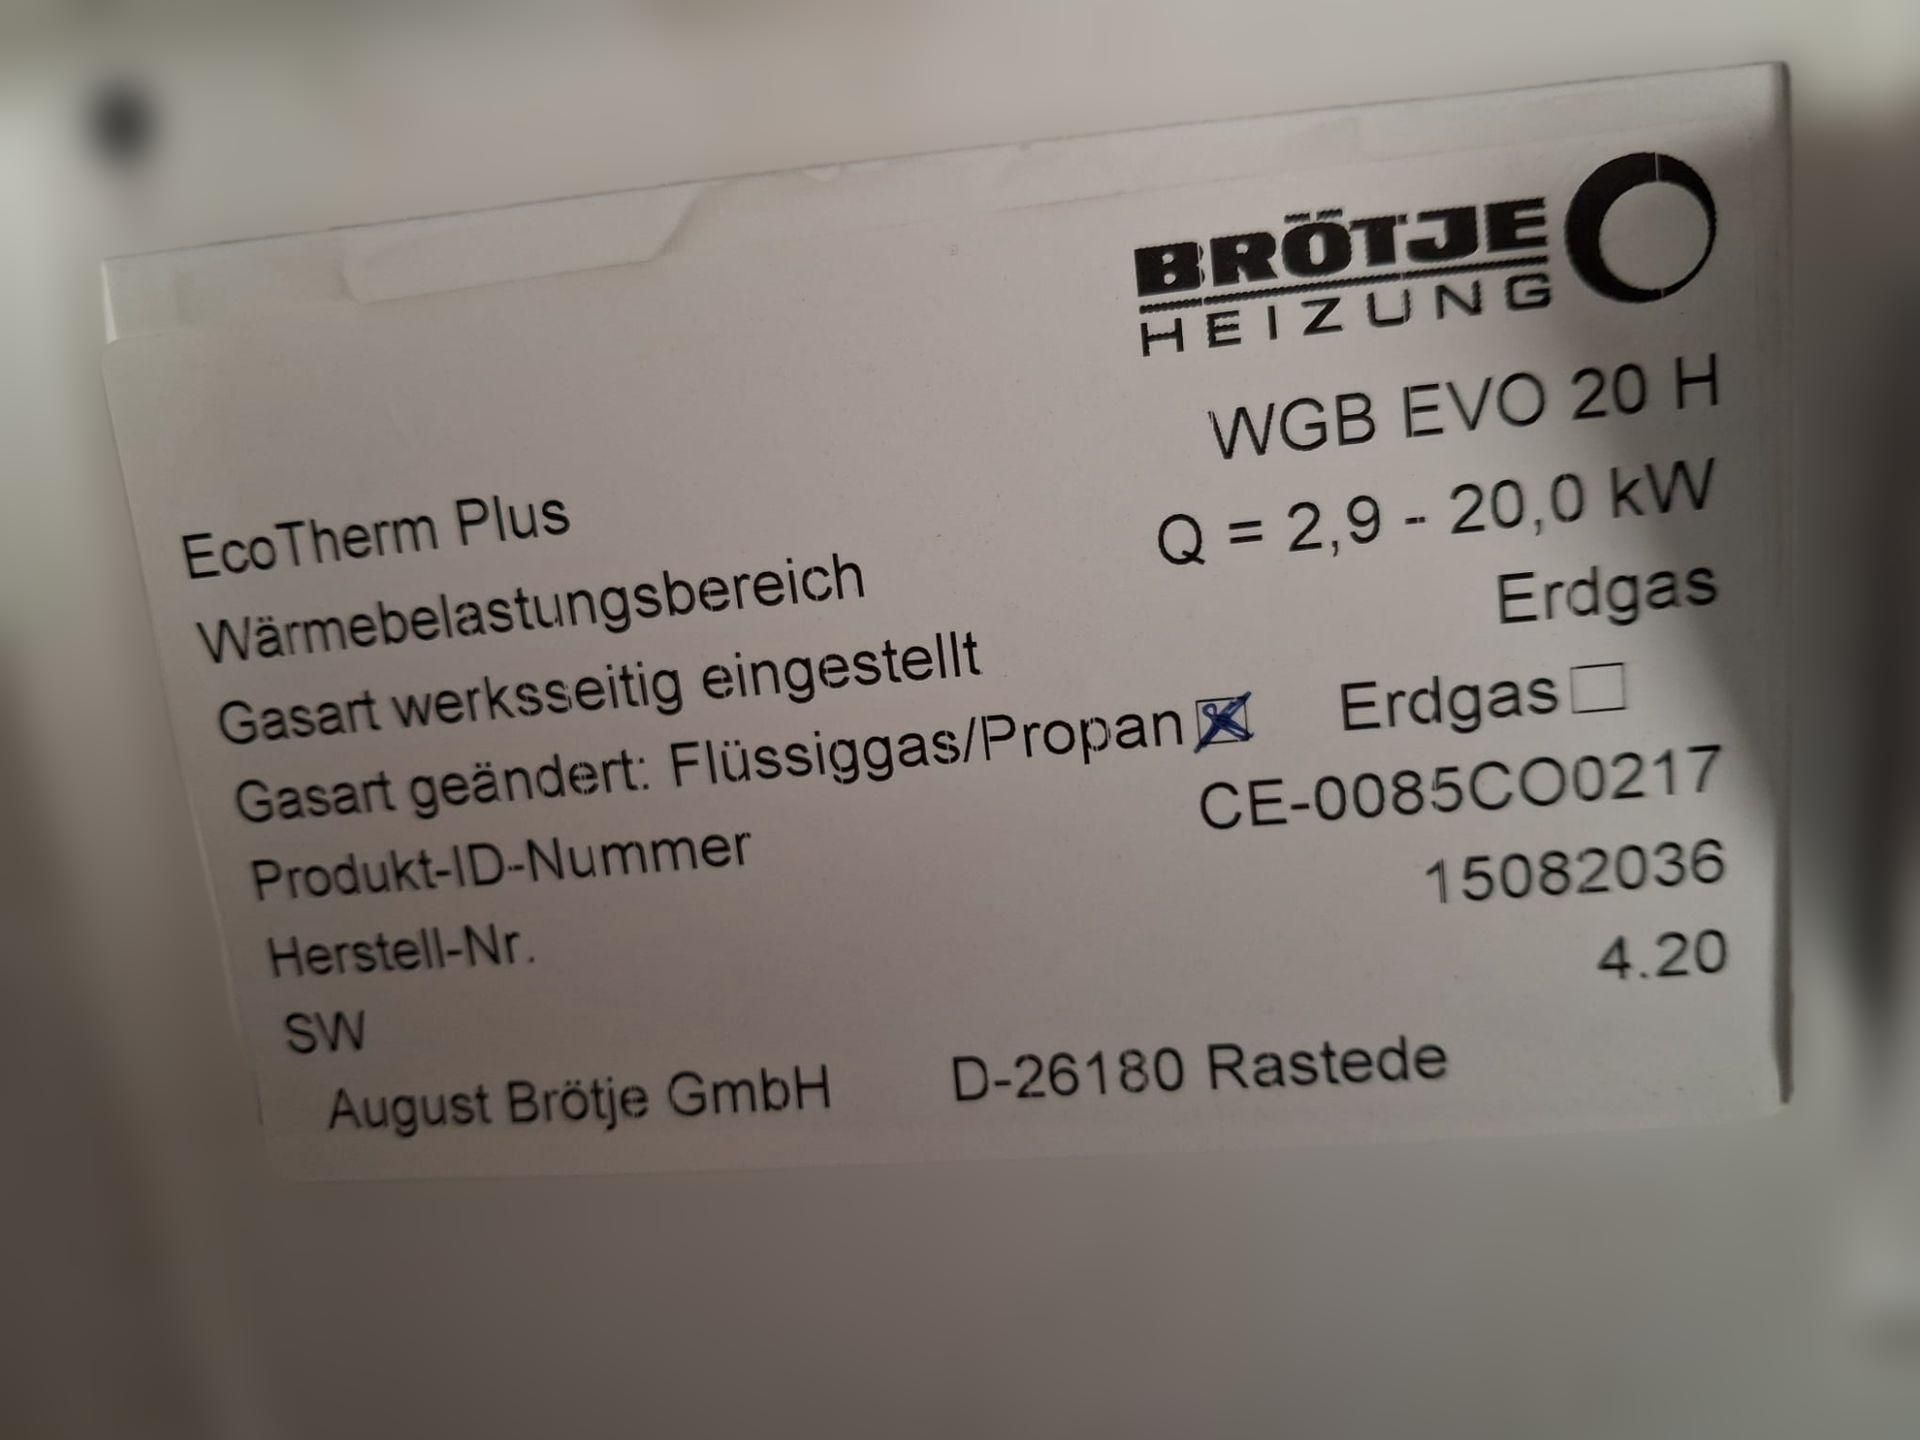 BRÖTJE
HEIZUNG
EcoTherm Plus WGB EVO 20 H
Wärmebelastungsbereich Q = 2,9 - 20,0 kW
Gasart werksseitig eingestellt Erdgas
Gasart geändert: Flüssiggas/Propan ☒ Erdgas ☐
Produkt-ID-Nummer CE-0085CO0217
Herstell-Nr. 15082036
SW 4.20
August Brötje GmbH D-26180 Rastede